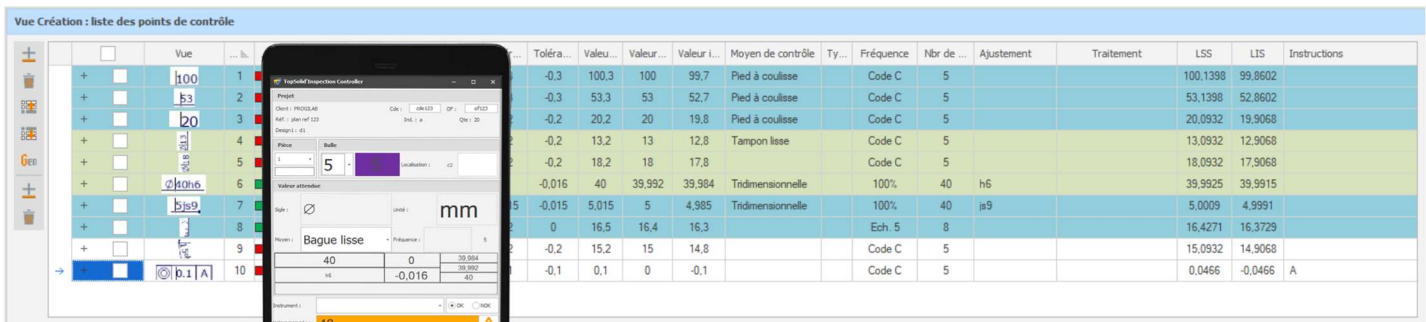 Vue Création : liste des points de contrôle
Vue ... Toléra... Valeu... Valeur... Valeur i... Moyen de contrôle Ty... Fréquence Nbr de ... Ajustement Traitement LSS LIS Instructions
+ 100 1 -0,3 100,3 100 99,7 Pied à coulisse Code C 5 100,1398 99,8602
+ 53 2 -0,3 53,3 53 52,7 Pied à coulisse Code C 5 53,1398 52,8602
+ 20 3 -0,2 20,2 20 19,8 Pied à coulisse Code C 5 20,0932 19,9068
+ 4 -0,2 13,2 13 12,8 Tampon lisse Code C 5 13,0932 12,9068
Gen + 5 -0,2 18,2 18 17,8 Code C 5 18,0932 17,9068
+ Ø40h6 6 -0,016 40 39,992 39,984 Tridimensionnelle 100% 40 h6 39,9925 39,9915
+ 5js9 7 -0,015 5,015 5 4,985 Tridimensionnelle 100% 40 js9 5,0009 4,9991
+ 8 0 16,5 16,4 16,3 Ech. 5 8 16,4271 16,3729
+ 9 -0,2 15,2 15 14,8 Code C 5 15,0932 14,9068
+ 0.1 A 10 -0,1 0,1 0 -0,1 Code C 5 0,0466 -0,0466 A
TopSolid'Inspection Controller
Projet
Client : PROGILAB Cde : cde123 OF : of123
Réf. : plan ref 123 Ind. : a Qte : 20
Design1 : d1
Pièce Bulle
1 5 Localisation : c2
Valeur attendue
Sigle : Ø Unité : mm
Moyen : Bague lisse Fréquence : 5
40 0 39,984
h6 -0,016 39,992
40
Instrument : OK NOK
40